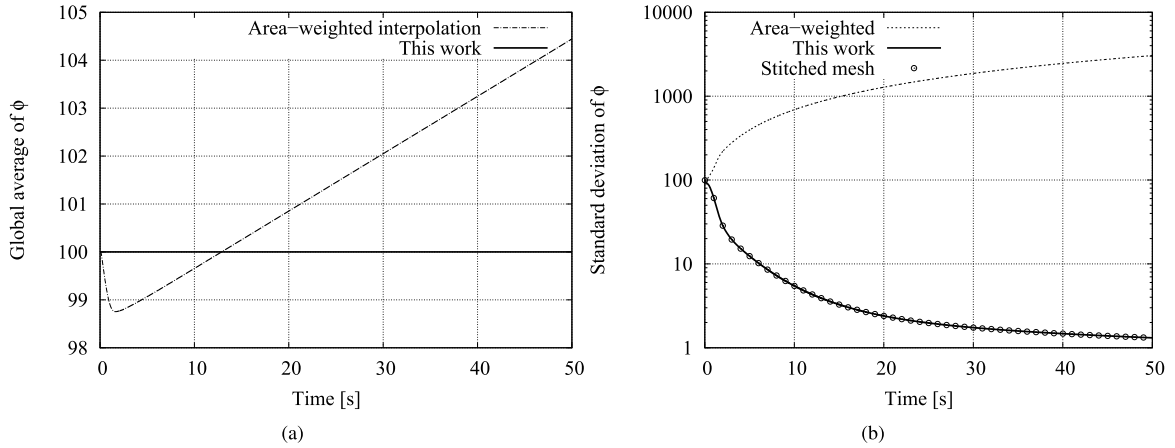 Global average of ϕ
105
104
103
102
101
100
99
98
Area−weighted interpolation
This work
0
10
20
30
40
50
Time [s]
(a)
Standard deviation of ϕ
10000
1000
100
10
1
Area−weighted
This work
Stitched mesh
0
10
20
30
40
50
Time [s]
(b)